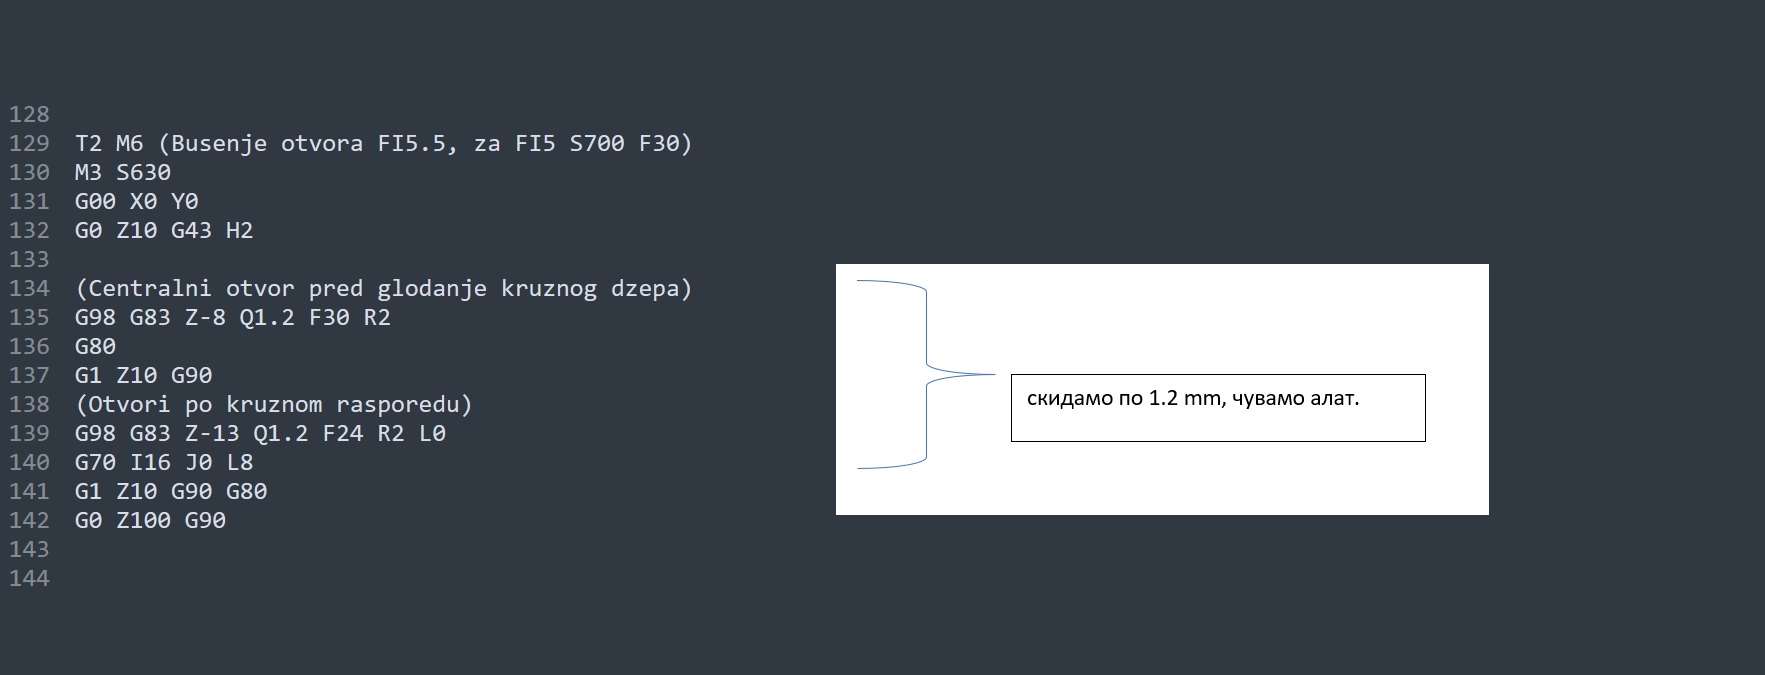 128
129 T2 M6 (Busenje otvora FI5.5, za FI5 S700 F30)
130 M3 S630
131 G00 X0 Y0
132 G0 Z10 G43 H2
133
134 (Centralni otvor pred glodanje kruznog dzepa)
135 G98 G83 Z-8 Q1.2 F30 R2
136 G80
137 G1 Z10 G90
138 (Otvori po kruznom rasporedu)
139 G98 G83 Z-13 Q1.2 F24 R2 L0
140 G70 I16 J0 L8
141 G1 Z10 G90 G80
142 G0 Z100 G90
143
144
скидамо по 1.2 mm, чувамо алат.